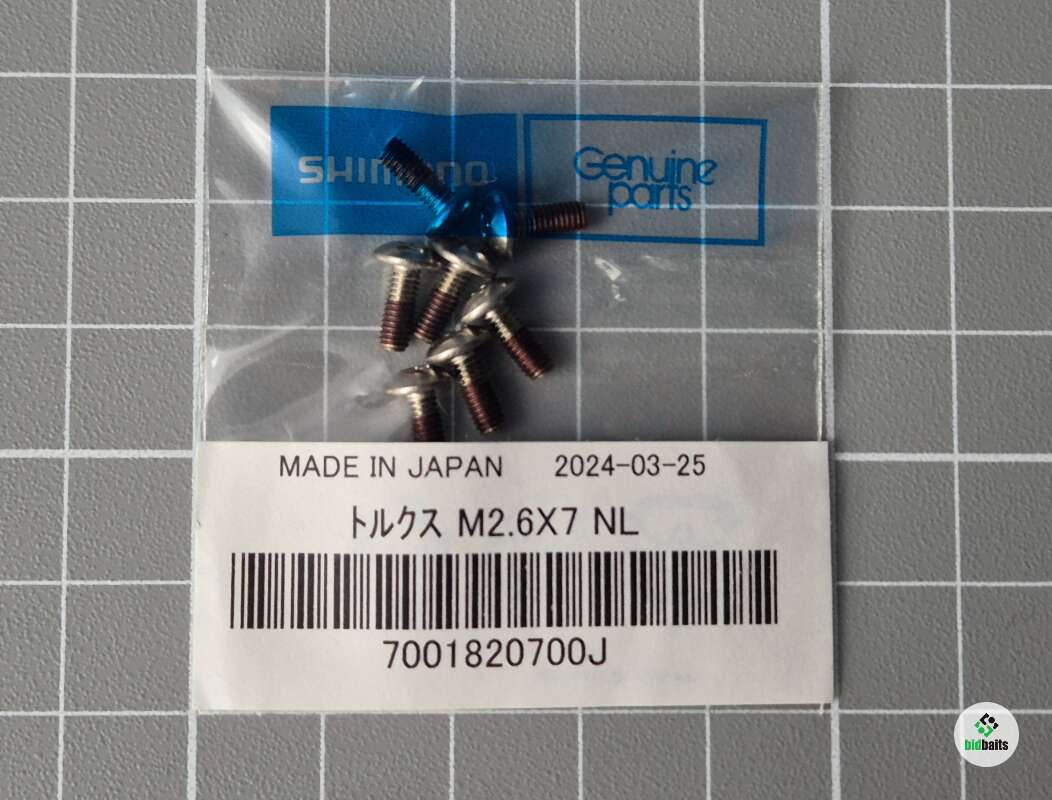 SHIMANO
Genuine
parts
MADE IN JAPAN 2024-03-25
ﾄﾙｸｽ M2.6X7 NL
7001820700J
bidbaits